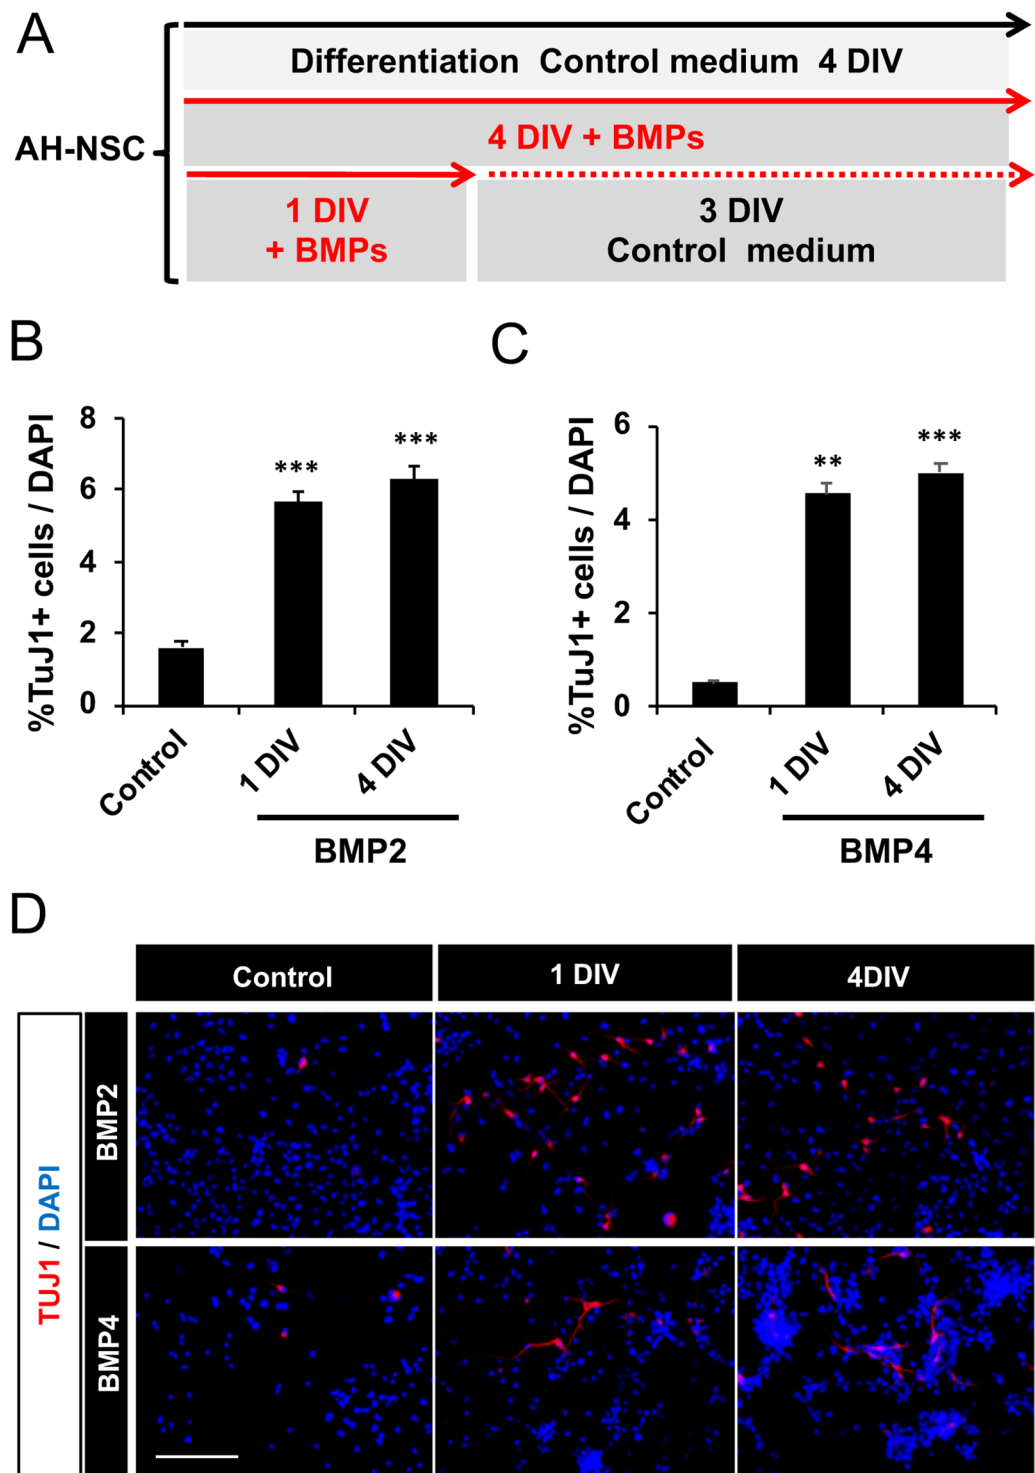 A
Differentiation Control medium 4 DIV
AH-NSC
4 DIV + BMPs
1 DIV
+ BMPs
3 DIV
Control medium
B
%TuJ1+ cells / DAPI
8
6
4
2
0
***
***
Control
1 DIV
4 DIV
BMP2
C
%TuJ1+ cells / DAPI
6
4
2
0
**
***
Control
1 DIV
4 DIV
BMP4
D
Control
1 DIV
4DIV
TUJ1 / DAPI
BMP2
BMP4